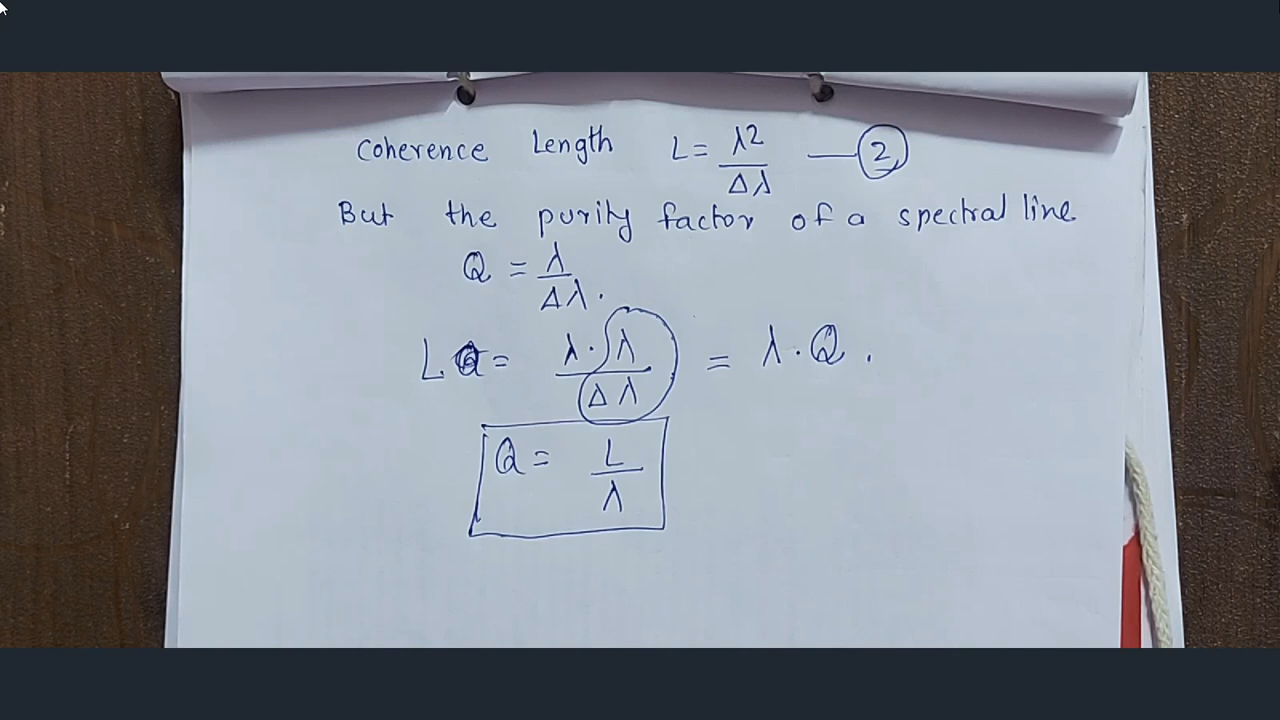 Coherence Length L = λ2/Δλ — 2
But the purity factor of a spectral line
Q = λ/Δλ.
L = λ·λ/Δλ = λ·Q.
Q = L/λ